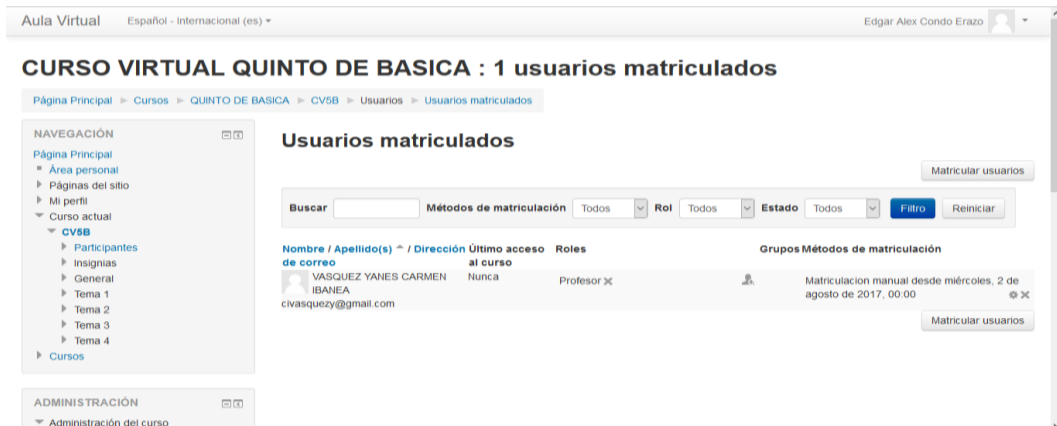 Aula Virtual Español - Internacional (es) Edgar Alex Condo Erazo
CURSO VIRTUAL QUINTO DE BASICA : 1 usuarios matriculados
Página Principal Cursos QUINTO DE BASICA CV5B Usuarios Usuarios matriculados
NAVEGACIÓN
Página Principal
Área personal
Páginas del sitio
Mi perfil
Curso actual
CV5B
Participantes
Insignias
General
Tema 1
Tema 2
Tema 3
Tema 4
Cursos
ADMINISTRACIÓN
Administración del curso
Usuarios matriculados
Matricular usuarios
Buscar Métodos de matriculación Todos Rol Todos Estado Todos Filtro Reiniciar
Nombre / Apellido(s) / Dirección Último acceso Roles Grupos Métodos de matriculación
de correo al curso
VASQUEZ YANES CARMEN Nunca Profesor Matriculacion manual desde miércoles, 2 de
IBANEA agosto de 2017, 00:00
civasquezy@gmail.com
Matricular usuarios